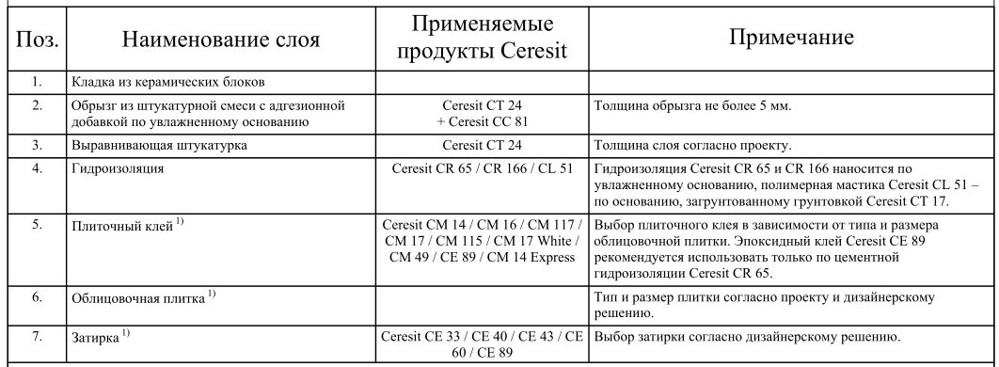 Поз.
Наименование слоя
Применяемые
продукты Ceresit
Примечание
1.
Кладка из керамических блоков
2.
Обрызг из штукатурной смеси с адгезионной
добавкой по увлажненному основанию
Ceresit CT 24
+ Ceresit CC 81
Толщина обрызга не более 5 мм.
3.
Выравнивающая штукатурка
Ceresit CT 24
Толщина слоя согласно проекту.
4.
Гидроизоляция
Ceresit CR 65 / CR 166 / CL 51
Гидроизоляция Ceresit CR 65 и CR 166 наносится по
увлажненному основанию, полимерная мастика Ceresit CL 51 –
по основанию, загрунтованному грунтовкой Ceresit CT 17.
5.
Плиточный клей 1)
Ceresit CM 14 / CM 16 / CM 117 /
CM 17 / CM 115 / CM 17 White /
CM 49 / CE 89 / CM 14 Express
Выбор плиточного клея в зависимости от типа и размера
облицовочной плитки. Эпоксидный клей Ceresit CE 89
рекомендуется использовать только по цементной
гидроизоляции Ceresit CR 65.
6.
Облицовочная плитка 1)
Тип и размер плитки согласно проекту и дизайнерскому
решению.
7.
Затирка 1)
Ceresit CE 33 / CE 40 / CE 43 / CE
60 / CE 89
Выбор затирки согласно дизайнерскому решению.